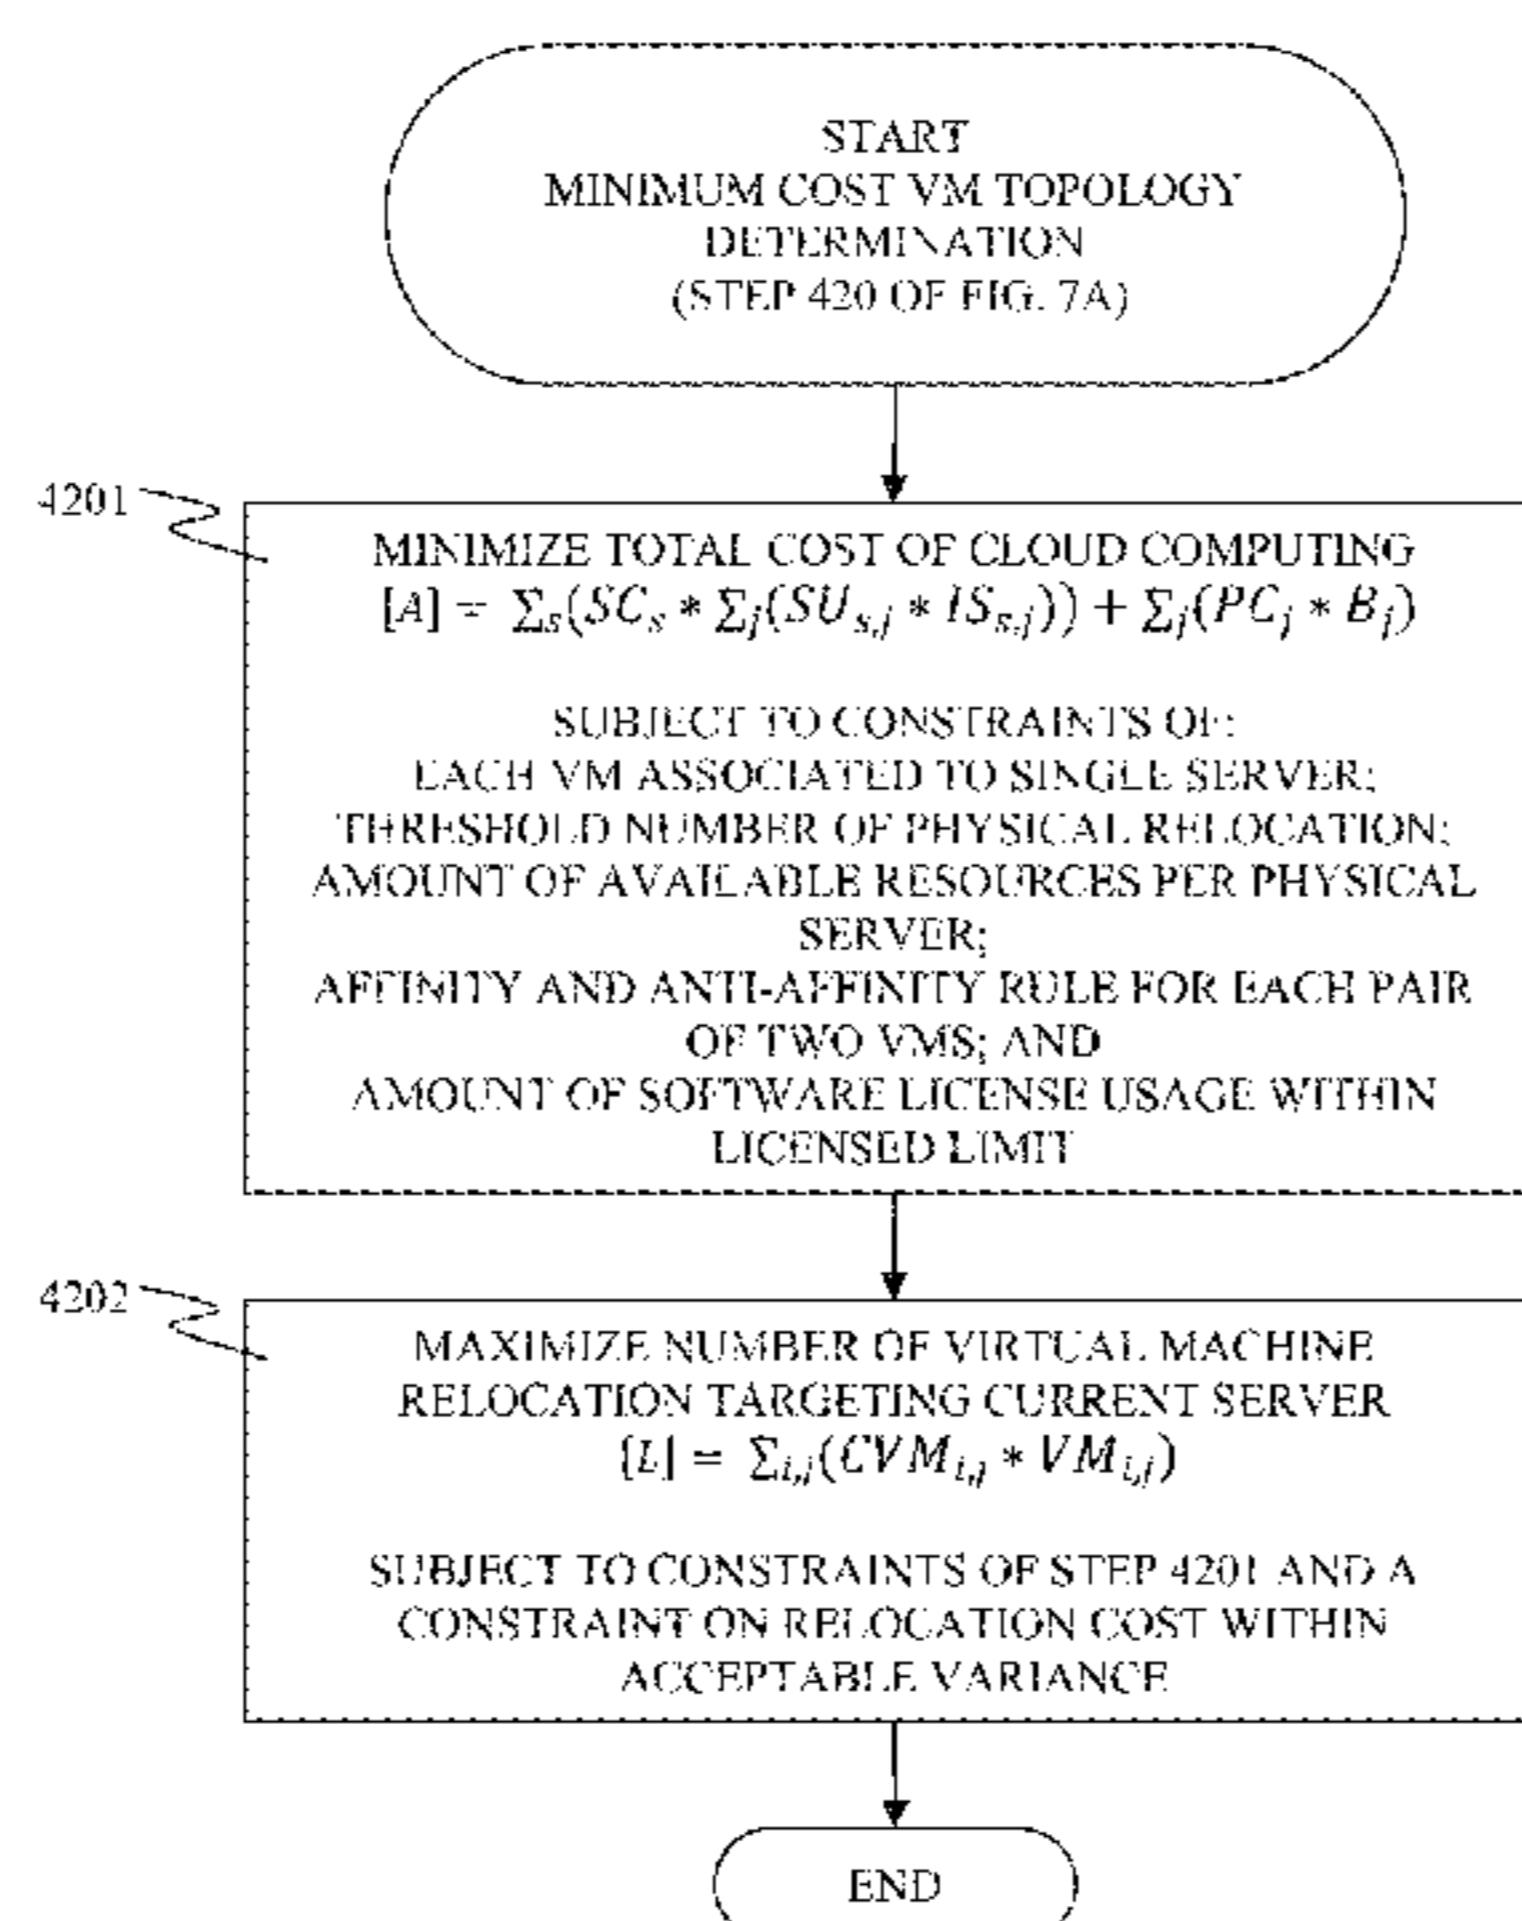 START
MINIMUM COST VM TOPOLOGY
DETERMINATION
(STEP 420 OF FIG. 7A)
4201
MINIMIZE TOTAL COST OF CLOUD COMPUTING
[A] = ∑s(SCs * ∑j(SUs,j * ISs,j)) + ∑j(PCj * Bj)
SUBJECT TO CONSTRAINTS OF:
EACH VM ASSOCIATED TO SINGLE SERVER;
THRESHOLD NUMBER OF PHYSICAL RELOCATION;
AMOUNT OF AVAILABLE RESOURCES PER PHYSICAL
SERVER;
AFFINITY AND ANTI-AFFINITY RULE FOR EACH PAIR
OF TWO VMS; AND
AMOUNT OF SOFTWARE LICENSE USAGE WITHIN
LICENSED LIMIT
4202
MAXIMIZE NUMBER OF VIRTUAL MACHINE
RELOCATION TARGETING CURRENT SERVER
[L] = ∑i,j(CVMi,j * VMi,j)
SUBJECT TO CONSTRAINTS OF STEP 4201 AND A
CONSTRAINT ON RELOCATION COST WITHIN
ACCEPTABLE VARIANCE
END